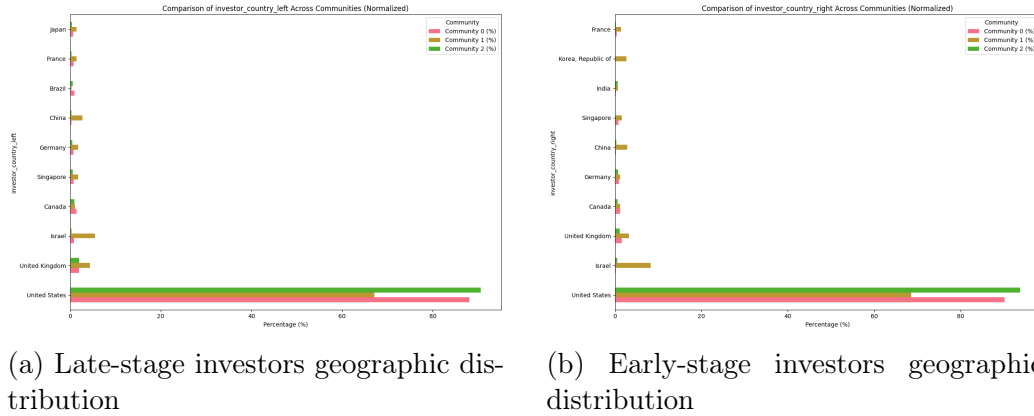 Comparison of investor_country_left Across Communities (Normalized)
Community
Community 0 (%)
Community 1 (%)
Community 2 (%)
Japan
France
Brazil
China
Germany
Singapore
Canada
Israel
United Kingdom
United States
investor_country_left
0
20
40
60
80
Percentage (%)
(a) Late-stage investors geographic dis-
tribution
Comparison of investor_country_right Across Communities (Normalized)
Community
Community 0 (%)
Community 1 (%)
Community 2 (%)
France
Korea, Republic of
India
Singapore
China
Germany
Canada
United Kingdom
Israel
United States
investor_country_right
0
20
40
60
80
Percentage (%)
(b) Early-stage investors geographic
distribution